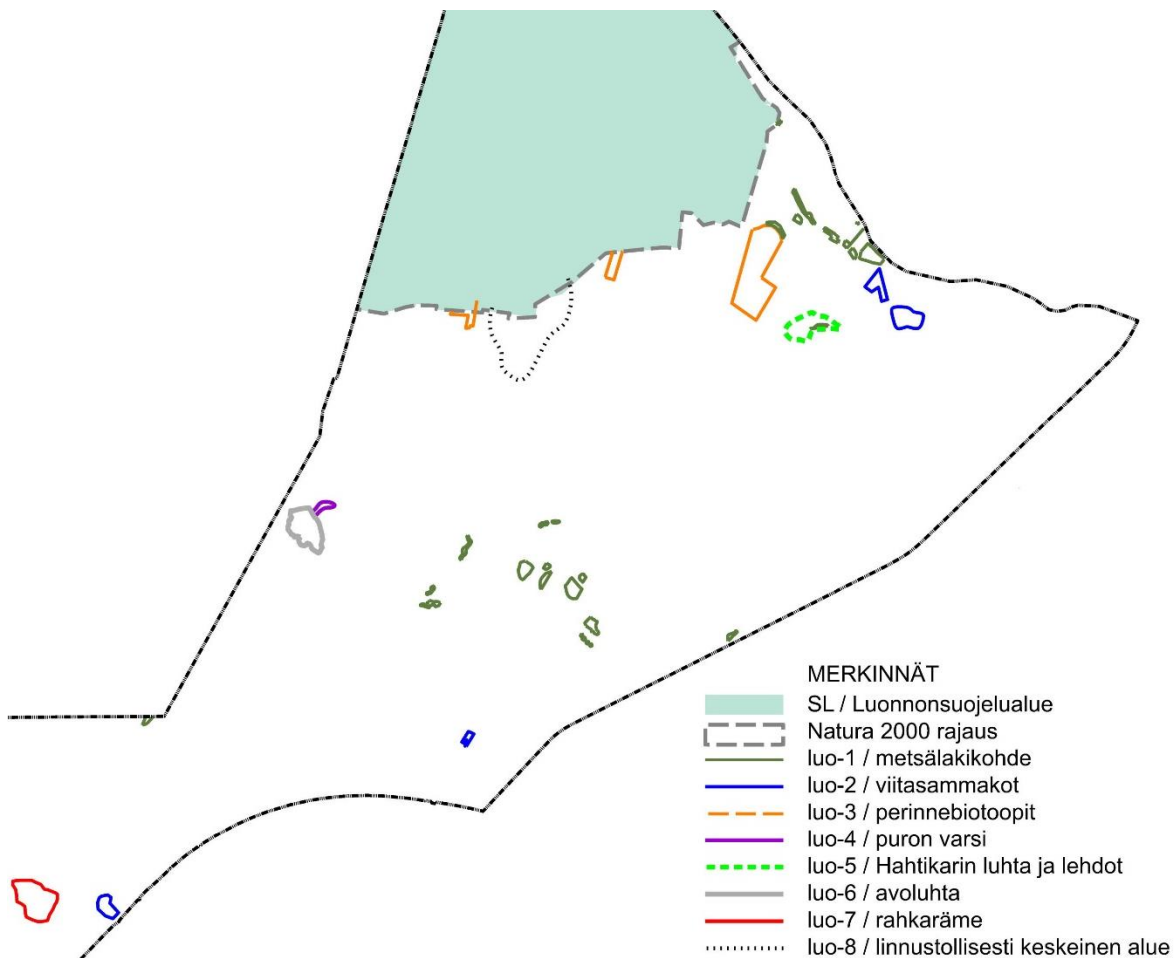 MERKINNÄT
SL / Luonnonsuojelualue
Natura 2000 rajaus
luo-1 / metsälakikohde
luo-2 / viitasammakot
luo-3 / perinnebiotoopit
luo-4 / puron varsi
luo-5 / Hahtikarin luhta ja lehdot
luo-6 / avoluhta
luo-7 / rahkaräme
luo-8 / linnustollisesti keskeinen alue